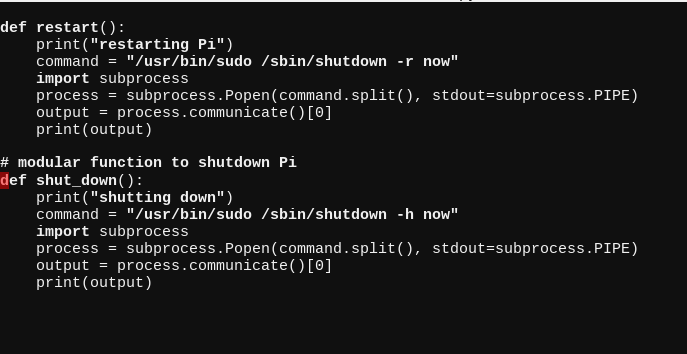 def restart():
    print("restarting Pi")
    command = "/usr/bin/sudo /sbin/shutdown -r now"
    import subprocess
    process = subprocess.Popen(command.split(), stdout=subprocess.PIPE)
    output = process.communicate()[0]
    print(output)

# modular function to shutdown Pi
def shut_down():
    print("shutting down")
    command = "/usr/bin/sudo /sbin/shutdown -h now"
    import subprocess
    process = subprocess.Popen(command.split(), stdout=subprocess.PIPE)
    output = process.communicate()[0]
    print(output)